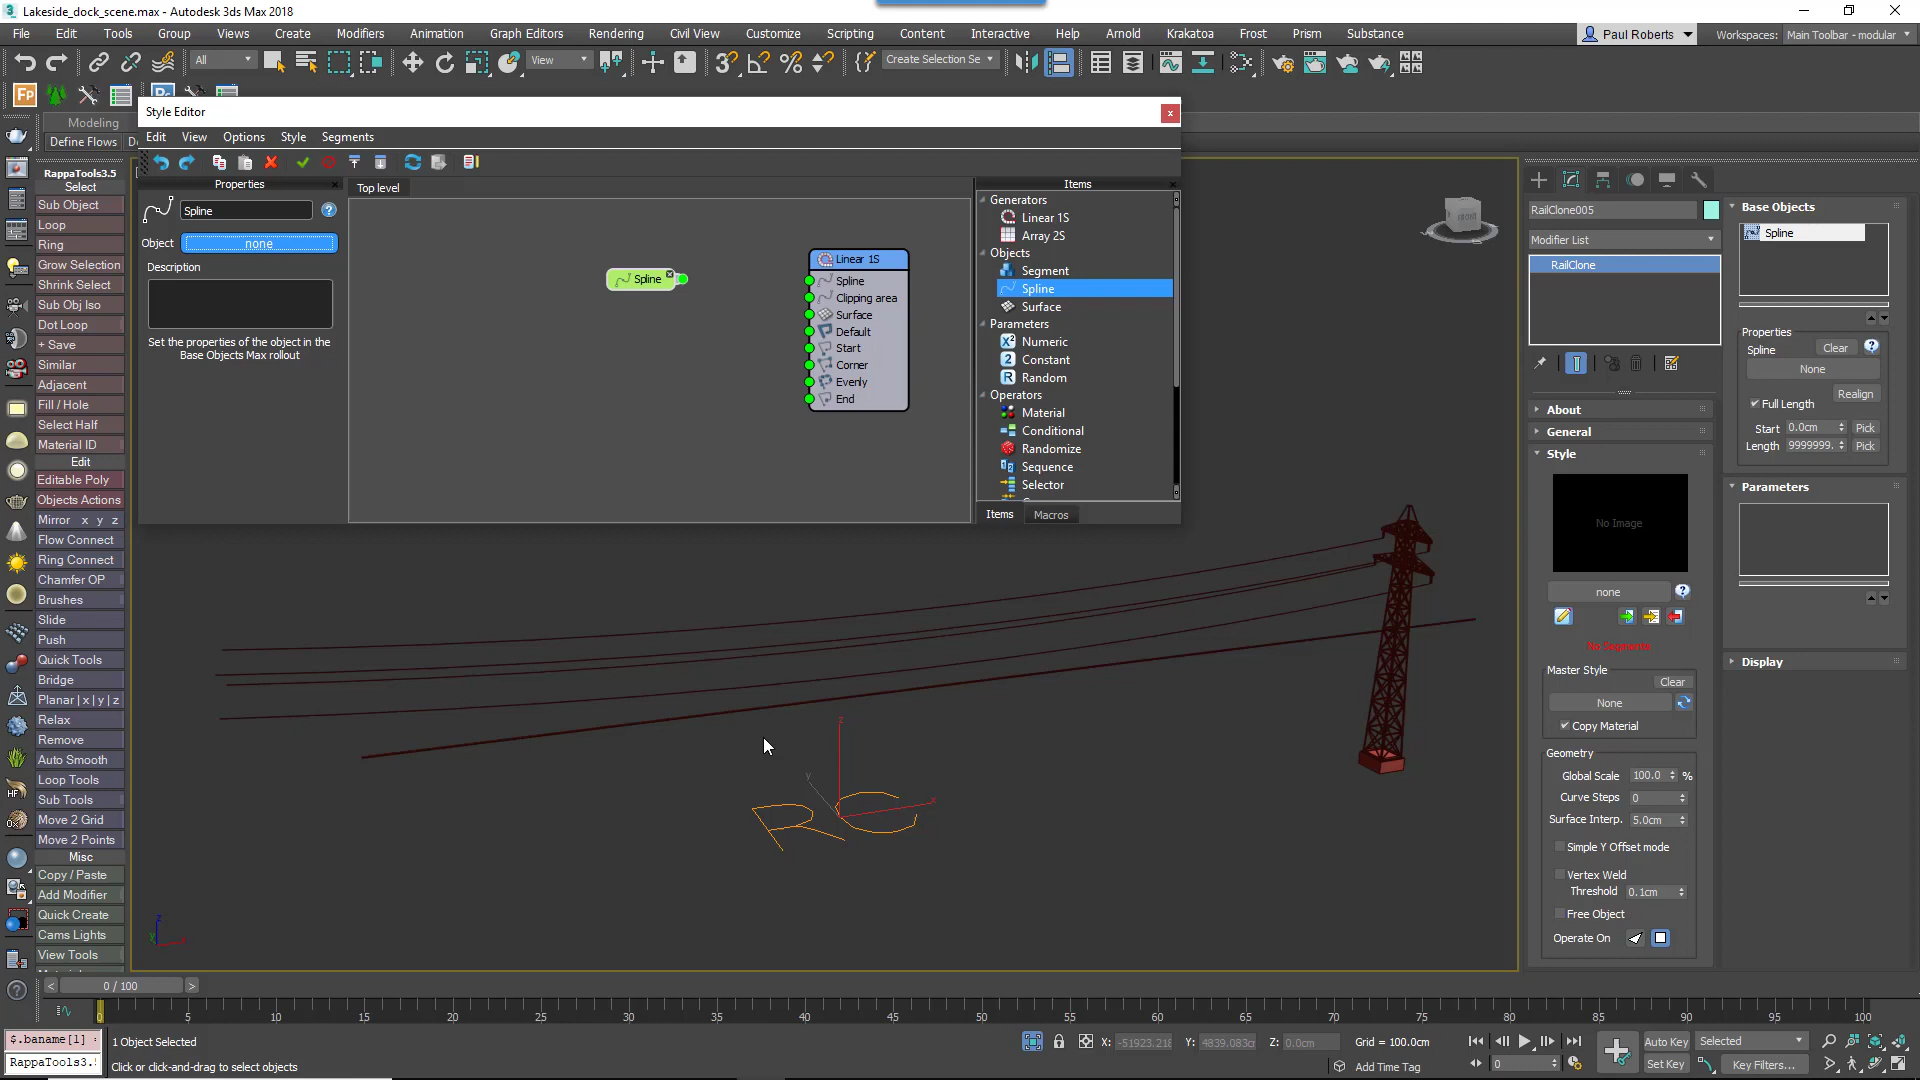 Lakeside_dock_scene.max - Autodesk 3ds Max 2018
File Edit Tools Group Views Create Modifiers Animation Graph Editors Rendering Civil View Customize Scripting Content Interactive Help Arnold Krakatoa Frost Prism Substance
Paul Roberts
Workspaces: Main Toolbar - modular
All
View
Create Selection Se
Modeling
Define Flows
Style Editor
Edit View Options Style Segments
Properties
Spline
Object none
Description
Set the properties of the object in the
Base Objects Max rollout
Top level
Spline
Linear 1S
Spline
Clipping area
Surface
Default
Start
Corner
Evenly
End
Items
Generators
Linear 1S
Array 2S
Objects
Segment
Spline
Surface
Parameters
Numeric
Constant
Random
Operators
Material
Conditional
Randomize
Sequence
Selector
Items Macros
RappaTools3.5
Select
Sub Object
Loop
Ring
Grow Selection
Shrink Select
Sub Obj Iso
Dot Loop
+ Save
Similar
Adjacent
Fill / Hole
Select Half
Material ID
Edit
Editable Poly
Objects Actions
Mirror x y z
Flow Connect
Ring Connect
Chamfer OP
Brushes
Slide
Push
Quick Tools
Bridge
Planar | x | y | z
Relax
Remove
Auto Smooth
Loop Tools
Sub Tools
Move 2 Grid
Move 2 Points
Misc
Copy / Paste
Add Modifier
Quick Create
Cams Lights
View Tools
FRONT
RC
z
x
y
RailClone005
Modifier List
RailClone
About
General
Style
No Image
none
No Segments
Master Style
Clear
None
Copy Material
Geometry
Global Scale 100.0 %
Curve Steps 0
Surface Interp. 5.0cm
Simple Y Offset mode
Vertex Weld
Threshold 0.1cm
Free Object
Operate On
Base Objects
Spline
Properties
Spline Clear
None
Realign
Full Length
Start 0.0cm Pick
Length 9999999. Pick
Parameters
Display
< 0 / 100 >
0 5 10 15 20 25 30 35 40 45 50 55 60 65 70 75 80 85 90 95 100
$.baname[1]
RappaTools3.
1 Object Selected
Click or click-and-drag to select objects
X: -51923.218 Y: 4839.083cm Z: 0.0cm Grid = 100.0cm
Add Time Tag
0
Auto Key Selected
Set Key Key Filters...